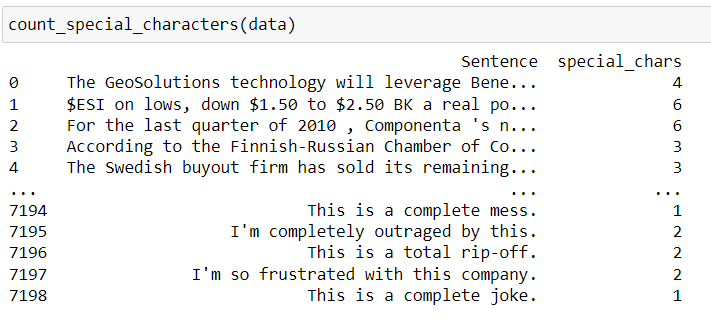 count_special_characters(data)
Sentence special_chars
0 The GeoSolutions technology will leverage Bene... 4
1 $ESI on lows, down $1.50 to $2.50 BK a real po... 6
2 For the last quarter of 2010 , Componenta 's n... 6
3 According to the Finnish-Russian Chamber of Co... 3
4 The Swedish buyout firm has sold its remaining... 3
... ... ...
7194 This is a complete mess. 1
7195 I'm completely outraged by this. 2
7196 This is a total rip-off. 2
7197 I'm so frustrated with this company. 2
7198 This is a complete joke. 1